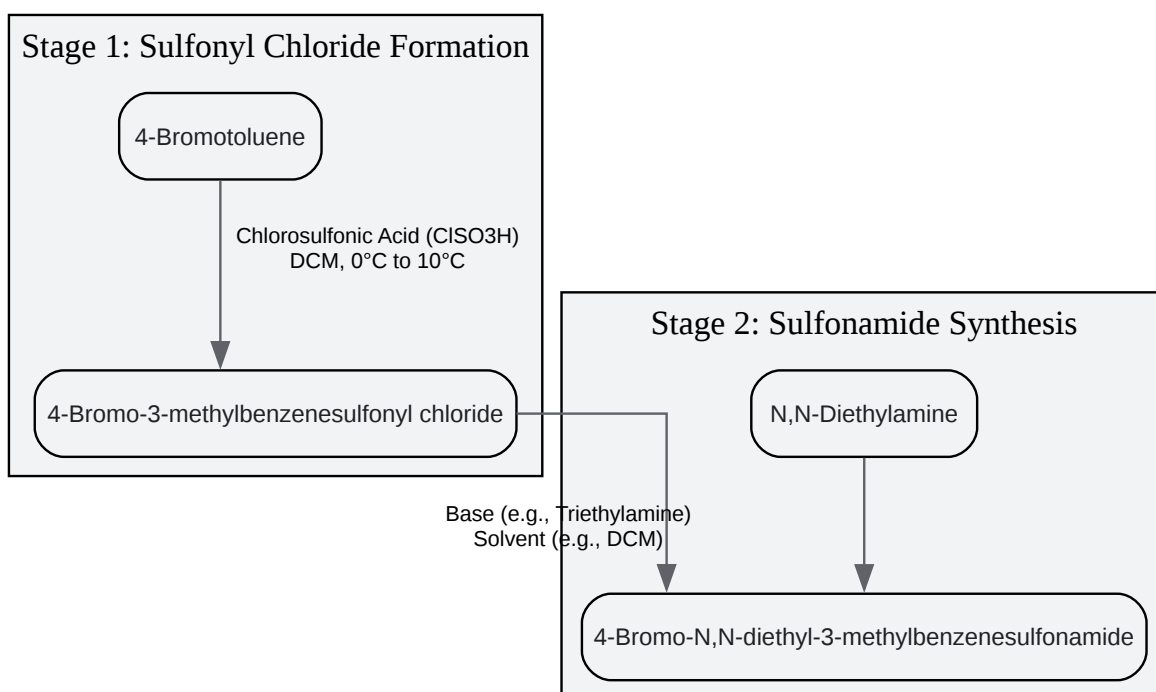 Stage 1: Sulfonyl Chloride Formation
4-Bromotoluene
Chlorosulfonic Acid (ClSO3H)
DCM, 0°C to 10°C
4-Bromo-3-methylbenzenesulfonyl chloride
Stage 2: Sulfonamide Synthesis
N,N-Diethylamine
Base (e.g., Triethylamine)
Solvent (e.g., DCM)
4-Bromo-N,N-diethyl-3-methylbenzenesulfonamide